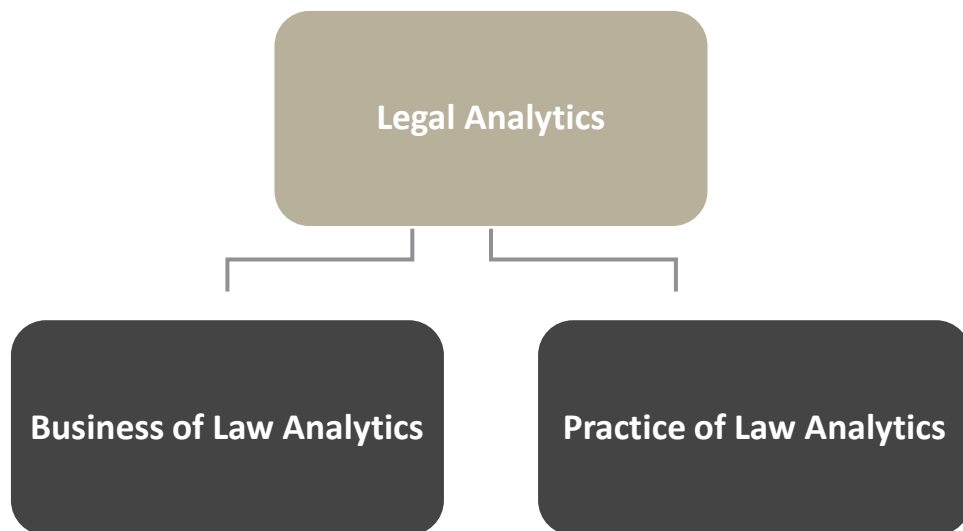 Legal Analytics
Business of Law Analytics
Practice of Law Analytics